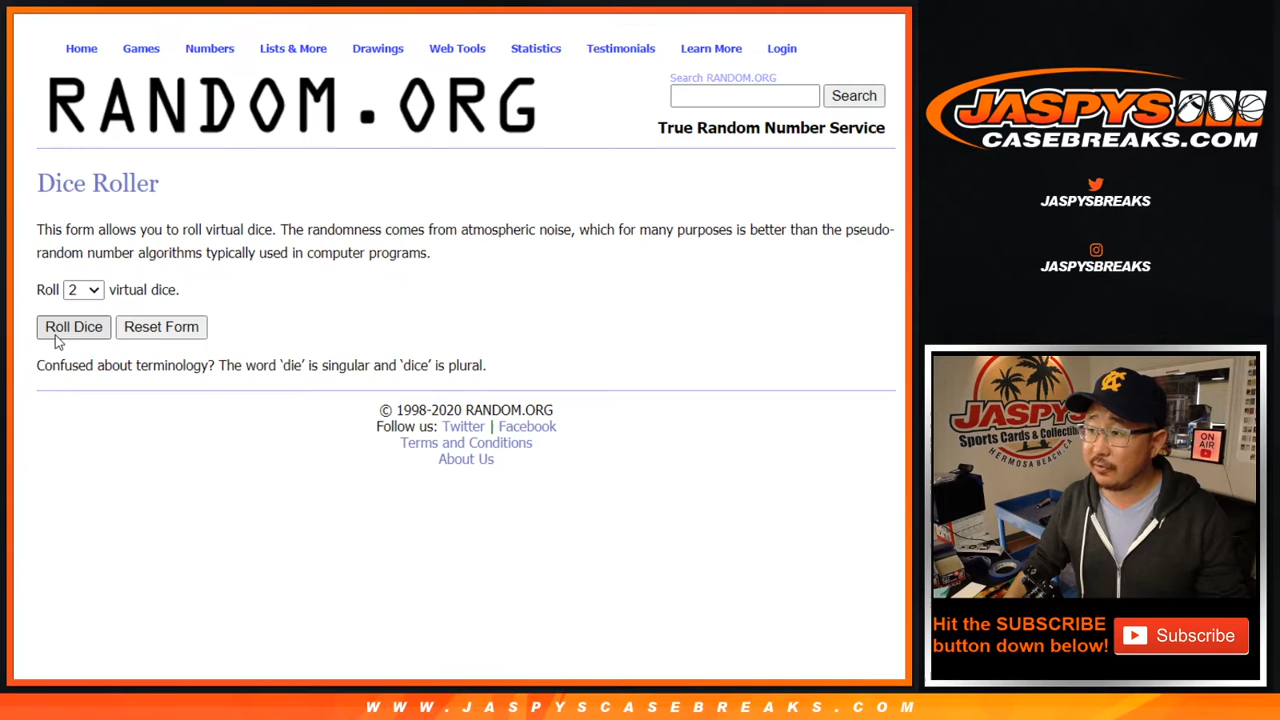 Home Games Numbers Lists & More Drawings Web Tools Statistics Testimonials Learn More Login
RANDOM.ORG
Search RANDOM.ORG
Search
True Random Number Service
Dice Roller
This form allows you to roll virtual dice. The randomness comes from atmospheric noise, which for many purposes is better than the pseudo-
random number algorithms typically used in computer programs.
Roll 2 virtual dice.
Roll Dice Reset Form
Confused about terminology? The word ‘die’ is singular and ‘dice’ is plural.
© 1998-2020 RANDOM.ORG
Follow us: Twitter | Facebook
Terms and Conditions
About Us
JASPYS
CASEBREAKS.COM
JASPYSBREAKS
JASPYSBREAKS
JASPYS
Sports Cards & Collectibles
HERMOSA BEACH, CA
ON
AIR
Hit the SUBSCRIBE
button down below!
Subscribe
WWW.JASPYSCASEBREAKS.COM